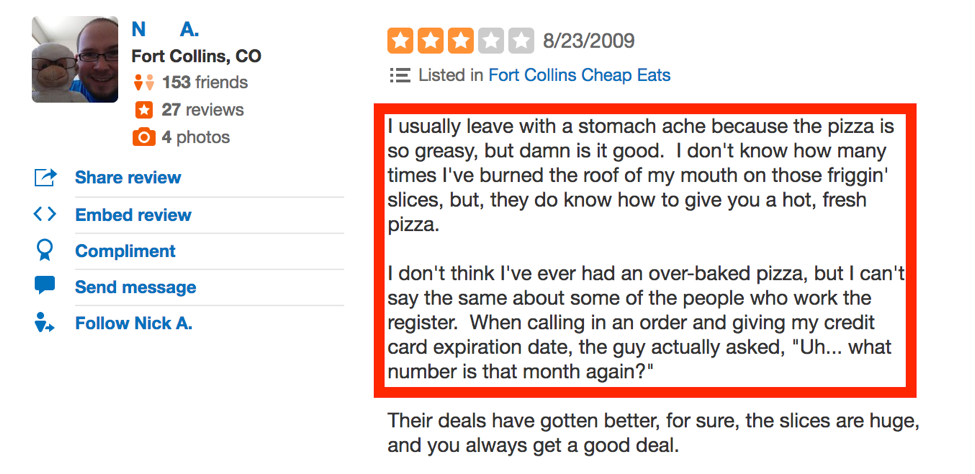 N A.
Fort Collins, CO
153 friends
27 reviews
4 photos
Share review
Embed review
Compliment
Send message
Follow Nick A.
8/23/2009
Listed in Fort Collins Cheap Eats
I usually leave with a stomach ache because the pizza is
so greasy, but damn is it good.  I don't know how many
times I've burned the roof of my mouth on those friggin'
slices, but, they do know how to give you a hot, fresh
pizza.
I don't think I've ever had an over-baked pizza, but I can't
say the same about some of the people who work the
register.  When calling in an order and giving my credit
card expiration date, the guy actually asked, "Uh... what
number is that month again?"
Their deals have gotten better, for sure, the slices are huge,
and you always get a good deal.